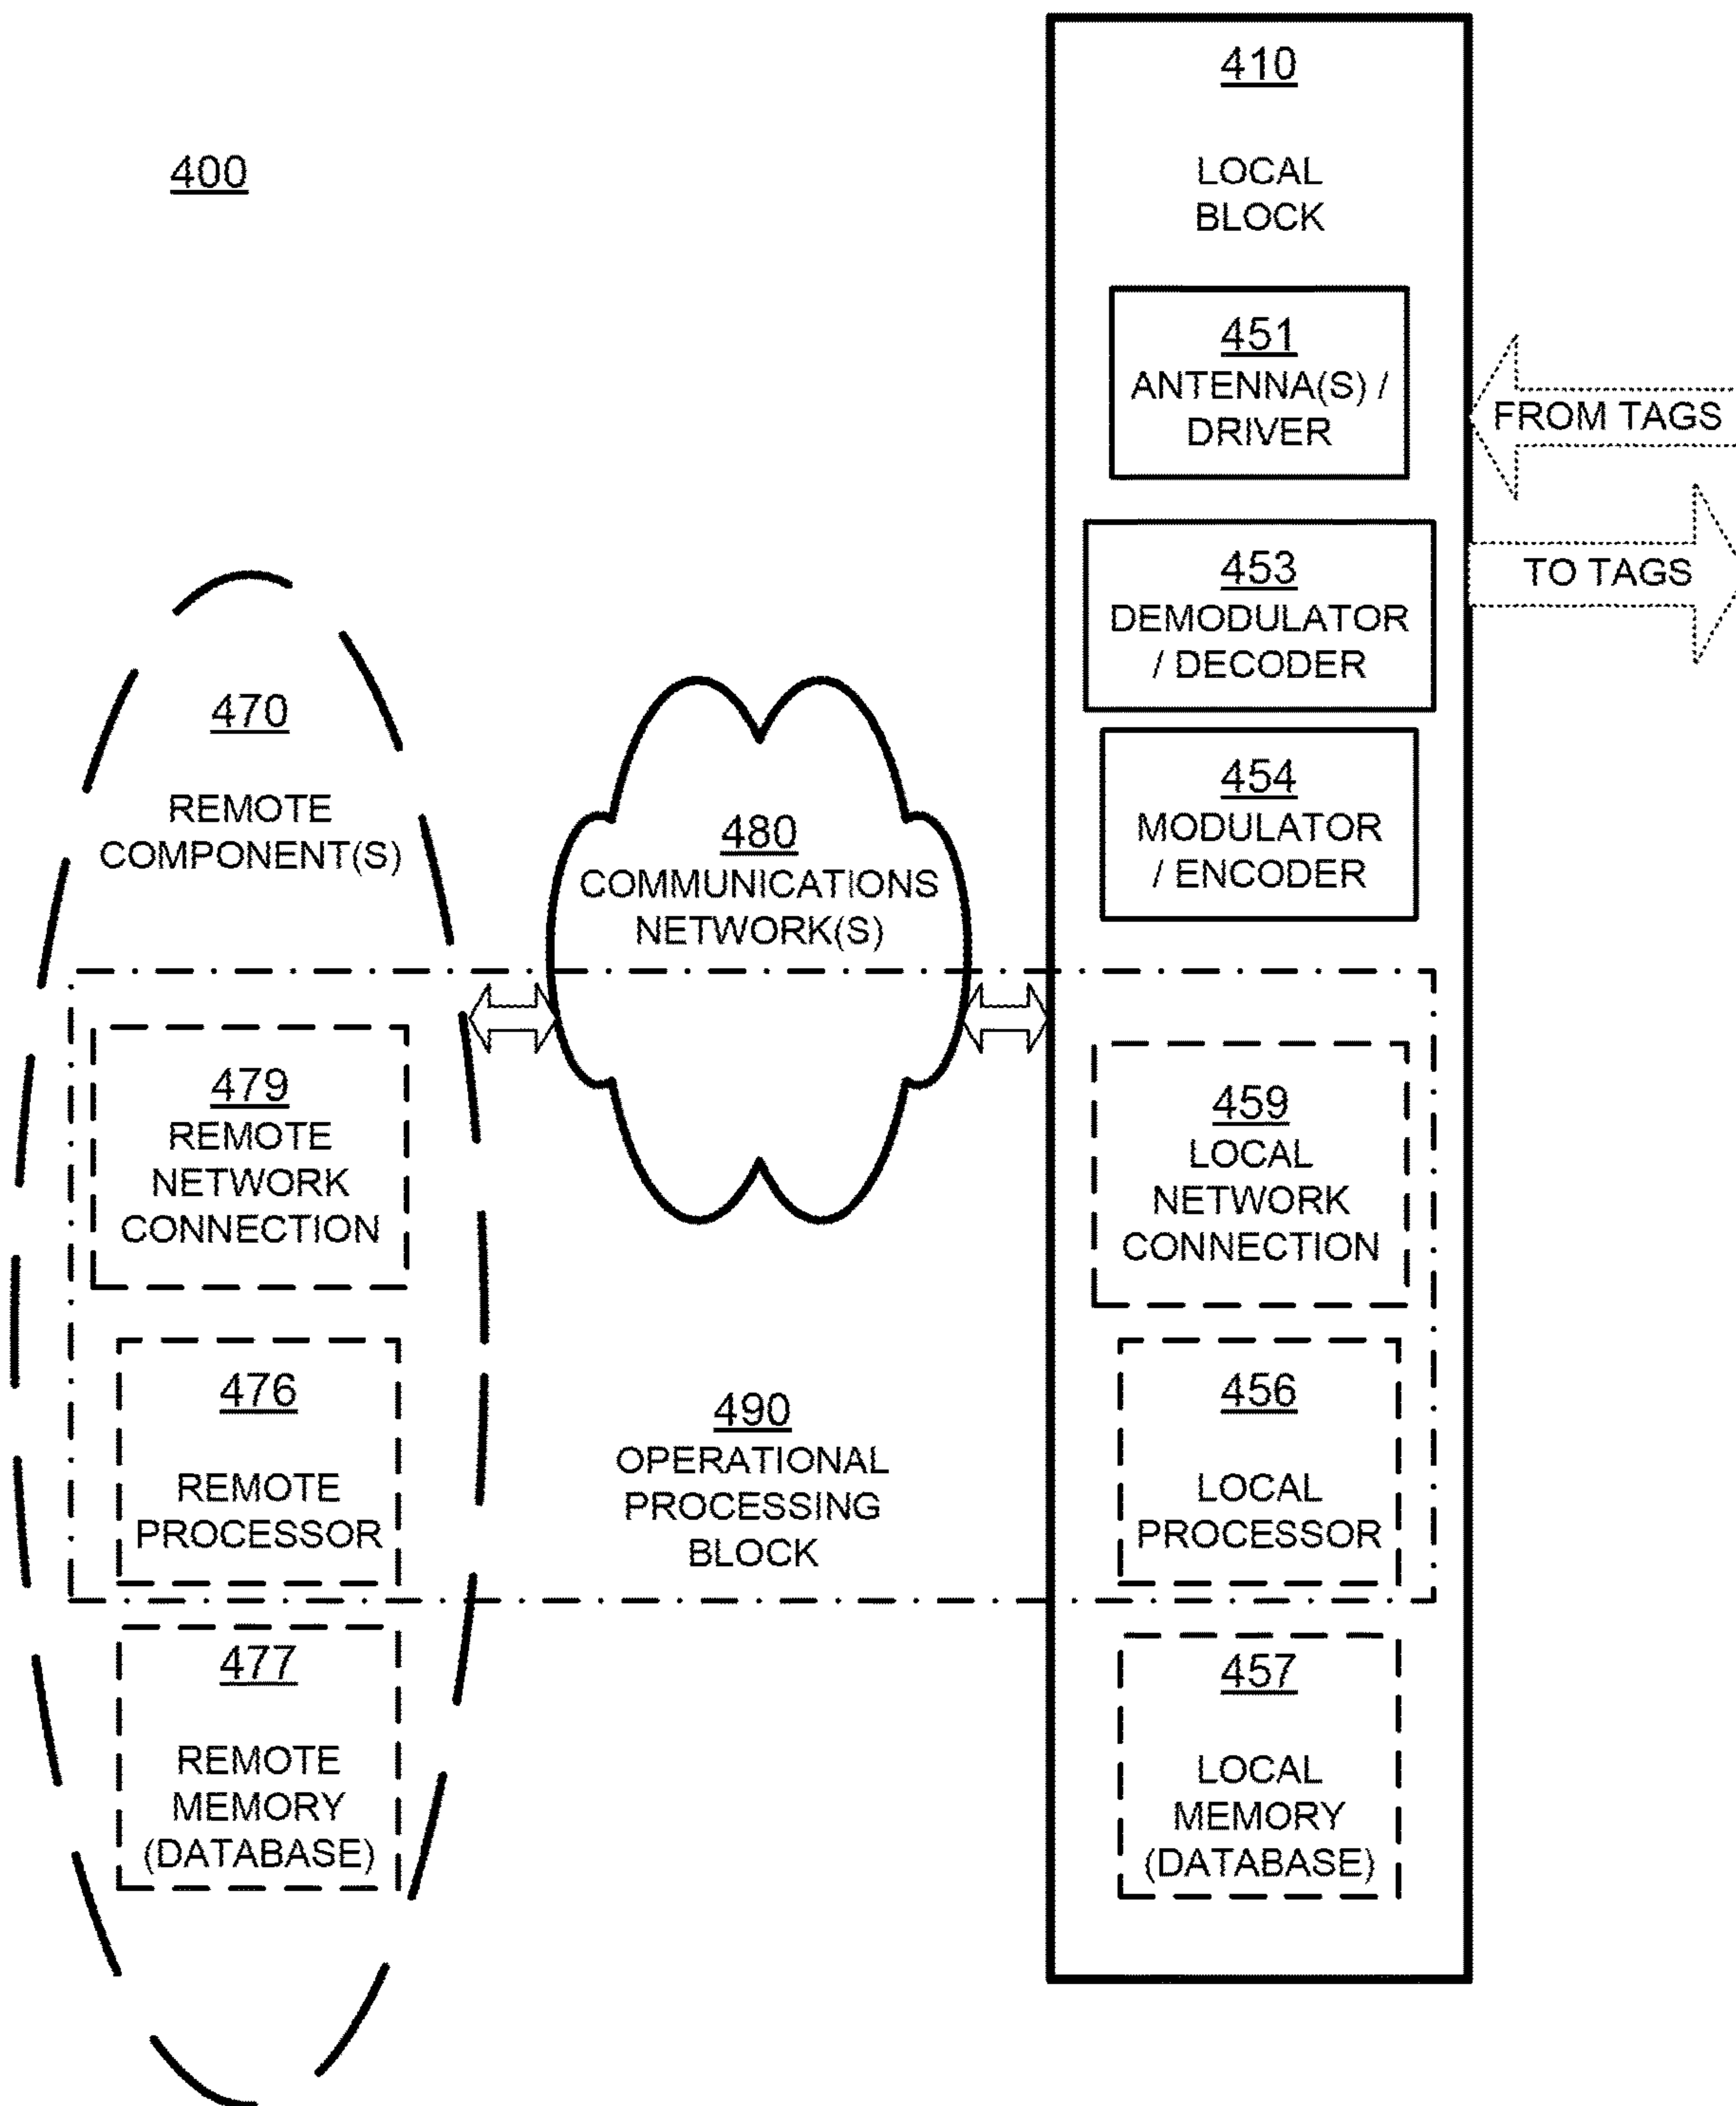 400
410
LOCAL
BLOCK
451
ANTENNA(S) /
DRIVER
FROM TAGS
TO TAGS
453
DEMODULATOR
/ DECODER
454
MODULATOR
/ ENCODER
470
REMOTE
COMPONENT(S)
480
COMMUNICATIONS
NETWORK(S)
479
REMOTE
NETWORK
CONNECTION
459
LOCAL
NETWORK
CONNECTION
476
REMOTE
PROCESSOR
490
OPERATIONAL
PROCESSING
BLOCK
456
LOCAL
PROCESSOR
477
REMOTE
MEMORY
(DATABASE)
457
LOCAL
MEMORY
(DATABASE)